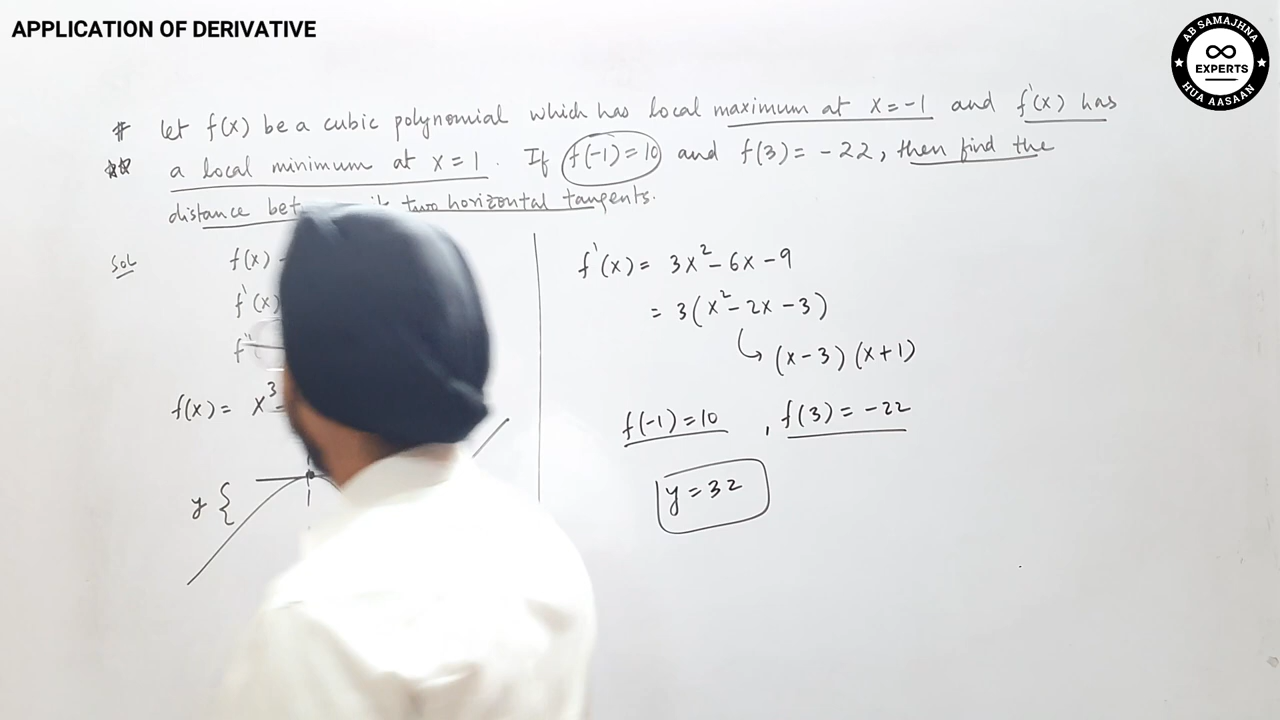 APPLICATION OF DERIVATIVE
AB SAMAJHNA
∞
EXPERTS
HUA AASAAN
# Let f(x) be a cubic polynomial which has local maximum at x = -1 and f'(x) has
a local minimum at x = 1. If f(-1) = 10 and f(3) = -22, then find the
distance bet two horizontal tangents.
Sol
f(x)
f'(x)
f''
f(x) = x³
y {
f'(x) = 3x² - 6x - 9
= 3(x² - 2x - 3)
(x - 3) (x + 1)
f(-1) = 10 , f(3) = -22
y = 32